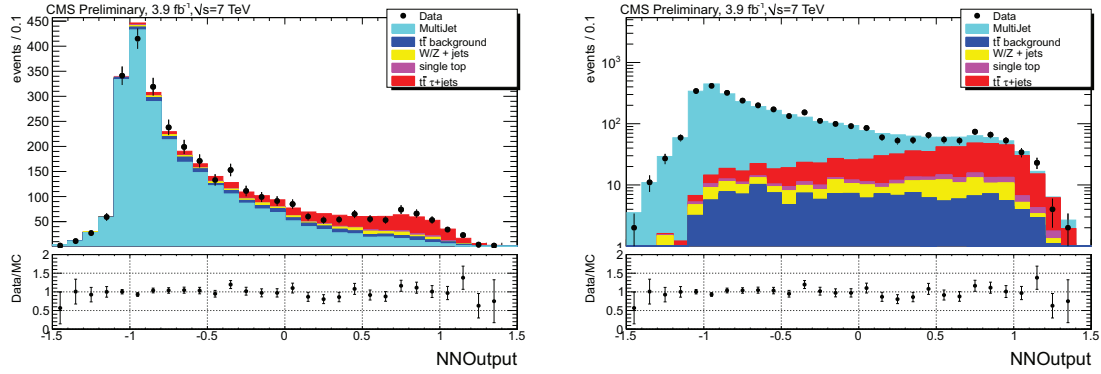 CMS Preliminary, 3.9 fb⁻¹,√s=7 TeV
events / 0.1
450
400
350
300
250
200
150
100
50
Data
MultiJet
tt̄ background
W/Z + jets
single top
tt̄ τ+jets
Data/MC
2
1.5
1
0.5
0
-1.5 -1 -0.5 0 0.5 1 1.5
NNOutput
CMS Preliminary, 3.9 fb⁻¹,√s=7 TeV
events / 0.1
10³
10²
10
1
Data
MultiJet
tt̄ background
W/Z + jets
single top
tt̄ τ+jets
Data/MC
2
1.5
1
0.5
0
-1.5 -1 -0.5 0 0.5 1 1.5
NNOutput